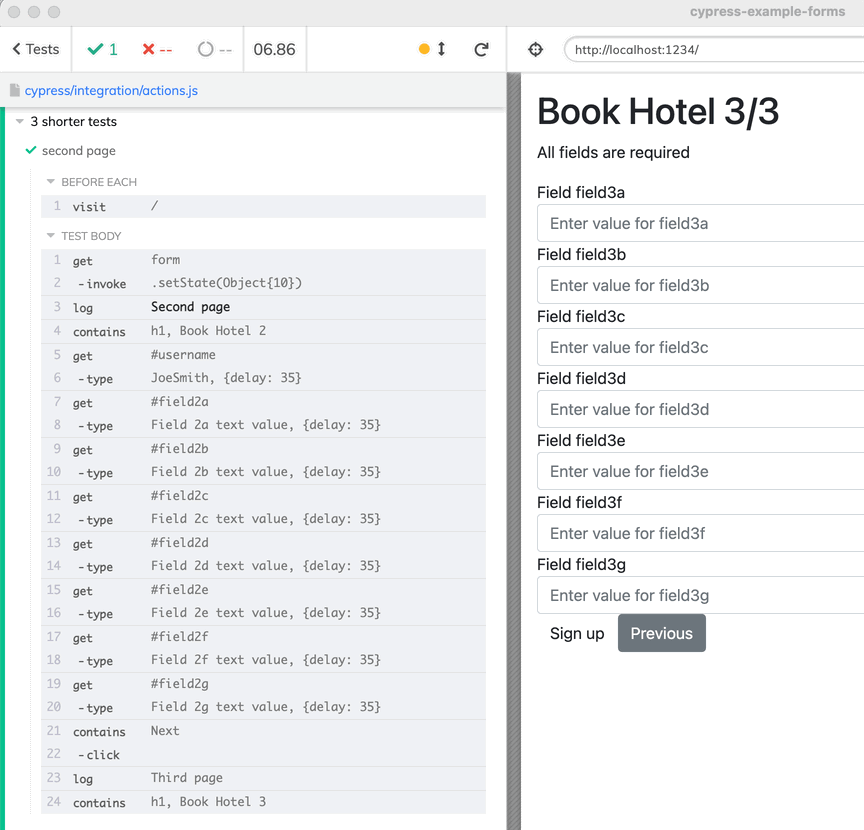 cypress-example-forms
Tests 1 -- -- 06.86
http://localhost:1234/
cypress/integration/actions.js
3 shorter tests
second page
BEFORE EACH
1 visit /
TEST BODY
1 get form
2 -invoke .setState(Object{10})
3 log Second page
4 contains h1, Book Hotel 2
5 get #username
6 -type JoeSmith, {delay: 35}
7 get #field2a
8 -type Field 2a text value, {delay: 35}
9 get #field2b
10 -type Field 2b text value, {delay: 35}
11 get #field2c
12 -type Field 2c text value, {delay: 35}
13 get #field2d
14 -type Field 2d text value, {delay: 35}
15 get #field2e
16 -type Field 2e text value, {delay: 35}
17 get #field2f
18 -type Field 2f text value, {delay: 35}
19 get #field2g
20 -type Field 2g text value, {delay: 35}
21 contains Next
22 -click
23 log Third page
24 contains h1, Book Hotel 3
Book Hotel 3/3
All fields are required
Field field3a
Enter value for field3a
Field field3b
Enter value for field3b
Field field3c
Enter value for field3c
Field field3d
Enter value for field3d
Field field3e
Enter value for field3e
Field field3f
Enter value for field3f
Field field3g
Enter value for field3g
Sign up Previous